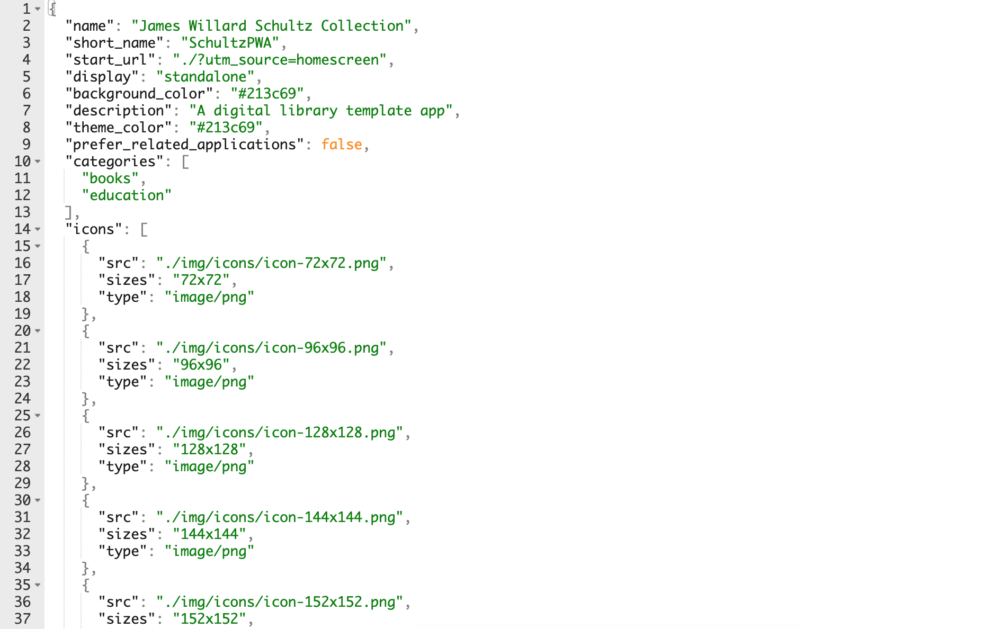 1 {
2 "name": "James Willard Schultz Collection",
3 "short_name": "SchultzPWA",
4 "start_url": "./?utm_source=homescreen",
5 "display": "standalone",
6 "background_color": "#213c69",
7 "description": "A digital library template app",
8 "theme_color": "#213c69",
9 "prefer_related_applications": false,
10 "categories": [
11 "books",
12 "education"
13 ],
14 "icons": [
15 {
16 "src": "./img/icons/icon-72x72.png",
17 "sizes": "72x72",
18 "type": "image/png"
19 },
20 {
21 "src": "./img/icons/icon-96x96.png",
22 "sizes": "96x96",
23 "type": "image/png"
24 },
25 {
26 "src": "./img/icons/icon-128x128.png",
27 "sizes": "128x128",
28 "type": "image/png"
29 },
30 {
31 "src": "./img/icons/icon-144x144.png",
32 "sizes": "144x144",
33 "type": "image/png"
34 },
35 {
36 "src": "./img/icons/icon-152x152.png",
37 "sizes": "152x152",